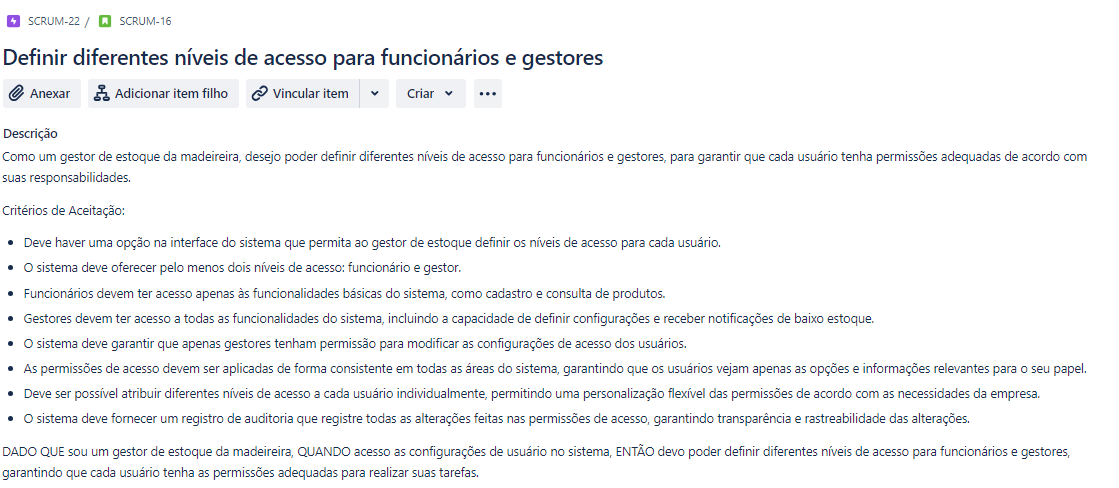 SCRUM-22 / SCRUM-16
Definir diferentes níveis de acesso para funcionários e gestores
Anexar Adicionar item filho Vincular item Criar
Descrição
Como um gestor de estoque da madeireira, desejo poder definir diferentes níveis de acesso para funcionários e gestores, para garantir que cada usuário tenha permissões adequadas de acordo com
suas responsabilidades.
Critérios de Aceitação:
• Deve haver uma opção na interface do sistema que permita ao gestor de estoque definir os níveis de acesso para cada usuário.
• O sistema deve oferecer pelo menos dois níveis de acesso: funcionário e gestor.
• Funcionários devem ter acesso apenas às funcionalidades básicas do sistema, como cadastro e consulta de produtos.
• Gestores devem ter acesso a todas as funcionalidades do sistema, incluindo a capacidade de definir configurações e receber notificações de baixo estoque.
• O sistema deve garantir que apenas gestores tenham permissão para modificar as configurações de acesso dos usuários.
• As permissões de acesso devem ser aplicadas de forma consistente em todas as áreas do sistema, garantindo que os usuários vejam apenas as opções e informações relevantes para o seu papel.
• Deve ser possível atribuir diferentes níveis de acesso a cada usuário individualmente, permitindo uma personalização flexível das permissões de acordo com as necessidades da empresa.
• O sistema deve fornecer um registro de auditoria que registre todas as alterações feitas nas permissões de acesso, garantindo transparência e rastreabilidade das alterações.
DADO QUE sou um gestor de estoque da madeireira, QUANDO acesso as configurações de usuário no sistema, ENTÃO devo poder definir diferentes níveis de acesso para funcionários e gestores,
garantindo que cada usuário tenha as permissões adequadas para realizar suas tarefas.